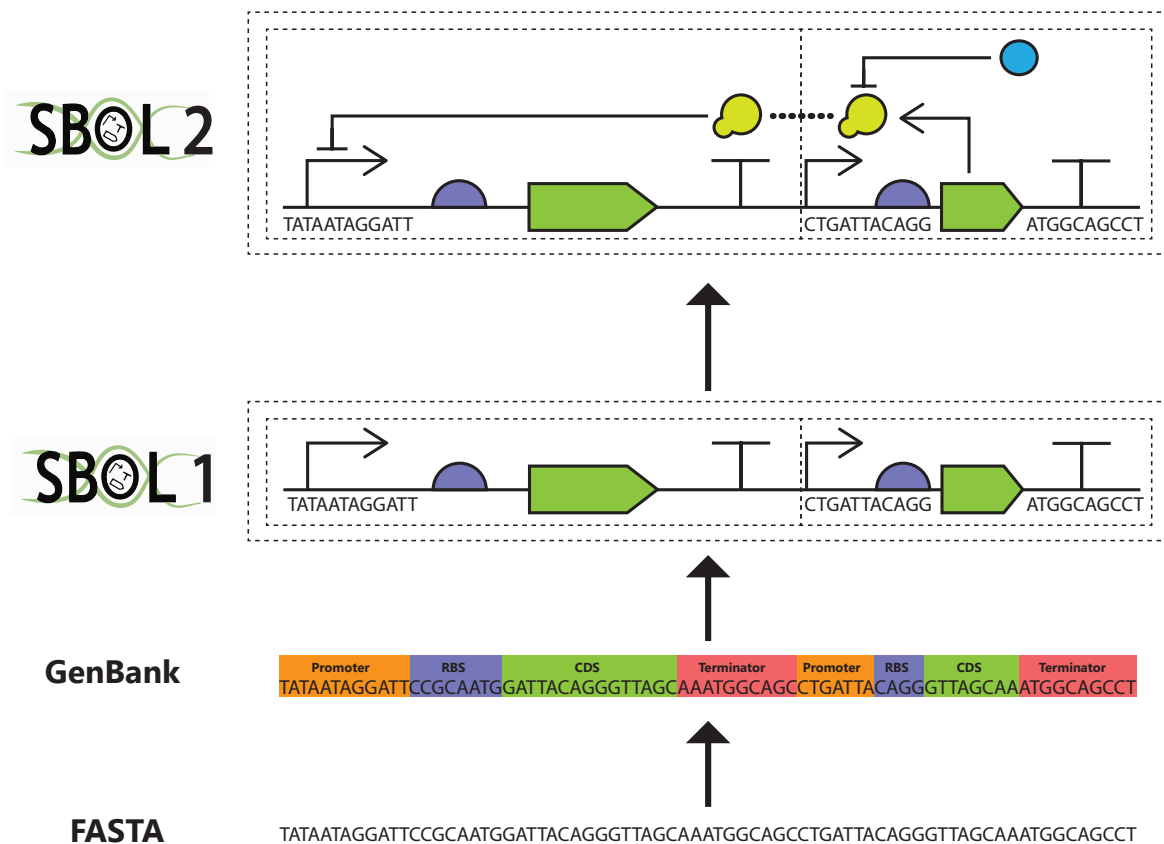 SBOL 2
TATAATAGGATT CTGATTACAGG ATGGCAGCCT
SBOL 1
TATAATAGGATT CTGATTACAGG ATGGCAGCCT
GenBank
Promoter RBS CDS Terminator Promoter RBS CDS Terminator
TATAATAGGATTCCGCAATGGATTACAGGGTTAGCAAATGGCAGCCTGATTACAGGGTTAGCAAATGGCAGCCT
FASTA TATAATAGGATTCCGCAATGGATTACAGGGTTAGCAAATGGCAGCCTGATTACAGGGTTAGCAAATGGCAGCCT